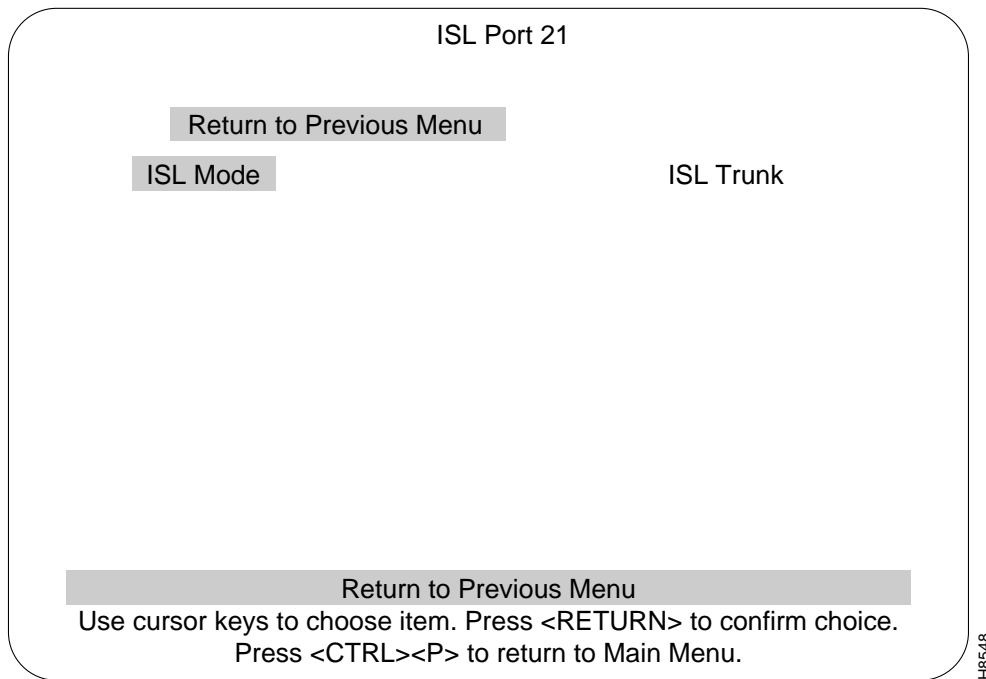 ISL Port 21
Return to Previous Menu
ISL Mode ISL Trunk
Return to Previous Menu
Use cursor keys to choose item. Press <RETURN> to confirm choice.
Press <CTRL><P> to return to Main Menu.
H8548